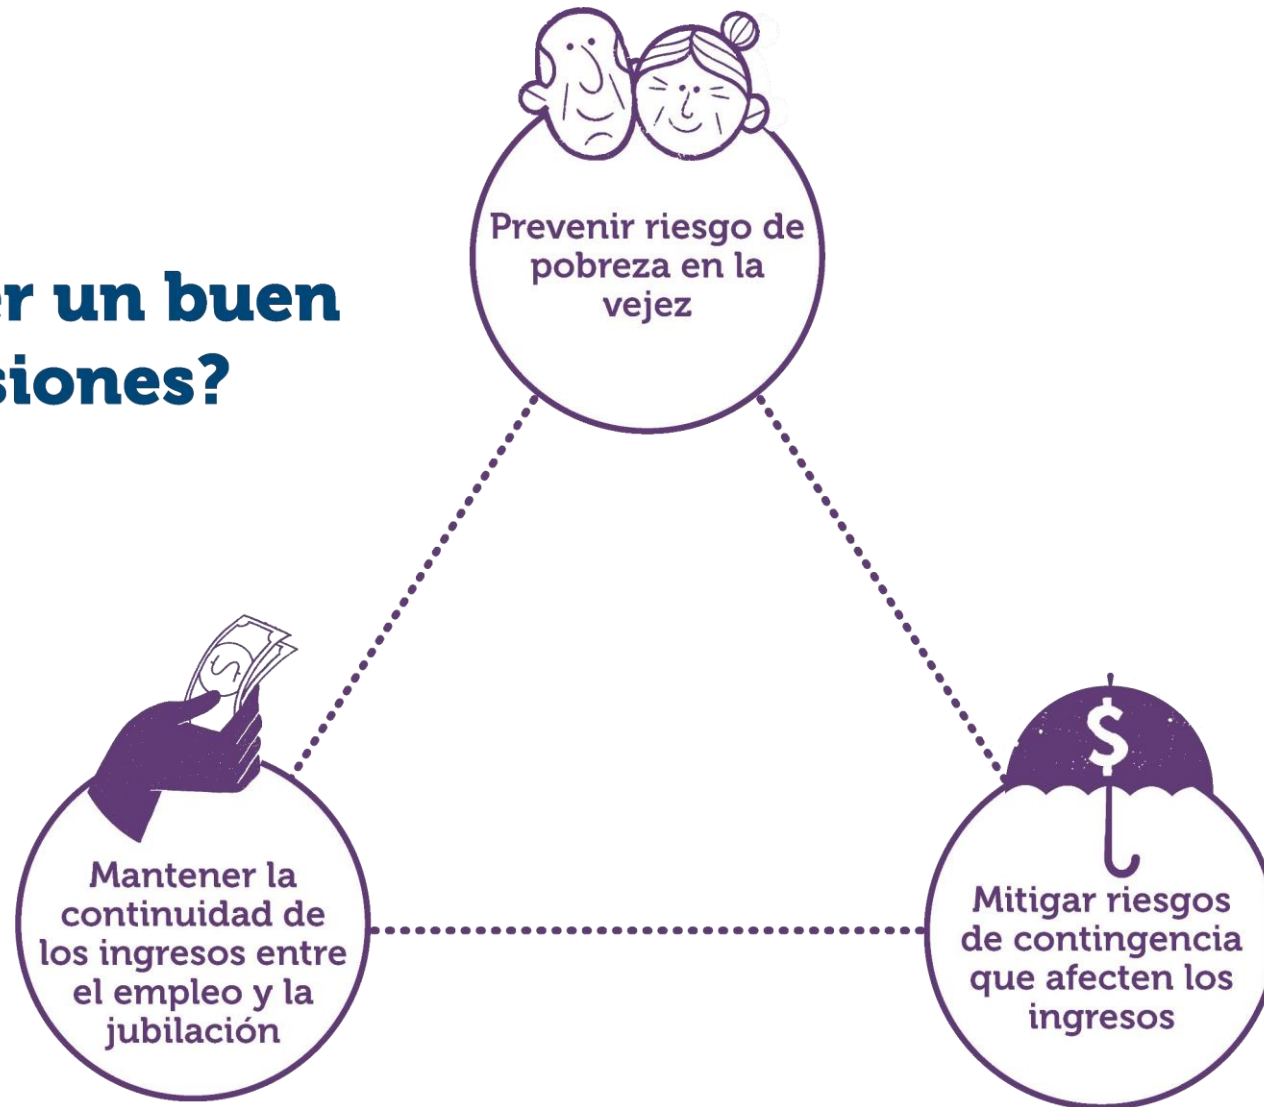 er un buen
siones?
Prevenir riesgo de
pobreza en la
vejez
$
Mantener la
continuidad de
los ingresos entre
el empleo y la
jubilación
$
Mitigar riesgos
de contingencia
que afecten los
ingresos